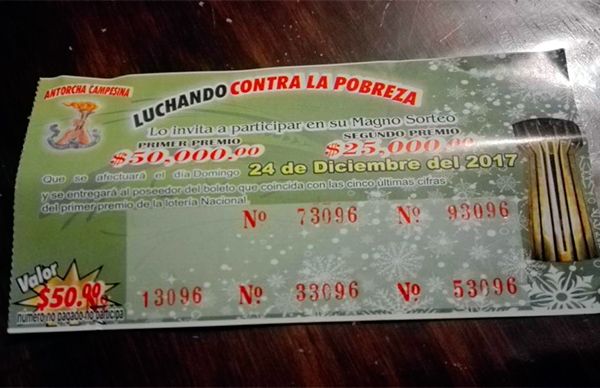 ANTORCHA CAMPESINA
LUCHANDO CONTRA LA POBREZA
Lo invita a participar en su Magno Sorteo
PRIMER PREMIO SEGUNDO PREMIO
$50,000.00 $25,000.00
Que se afectuará el día Domingo 24 de Diciembre del 2017
y se entregará al poseedor del boleto que coincida con las cinco últimas cifras
del primer premio de la lotería Nacional.
Nº 73096 Nº 93096
Valor
$50.00
Nº 13096 Nº 33096 Nº 53096
numero no pagado no participa